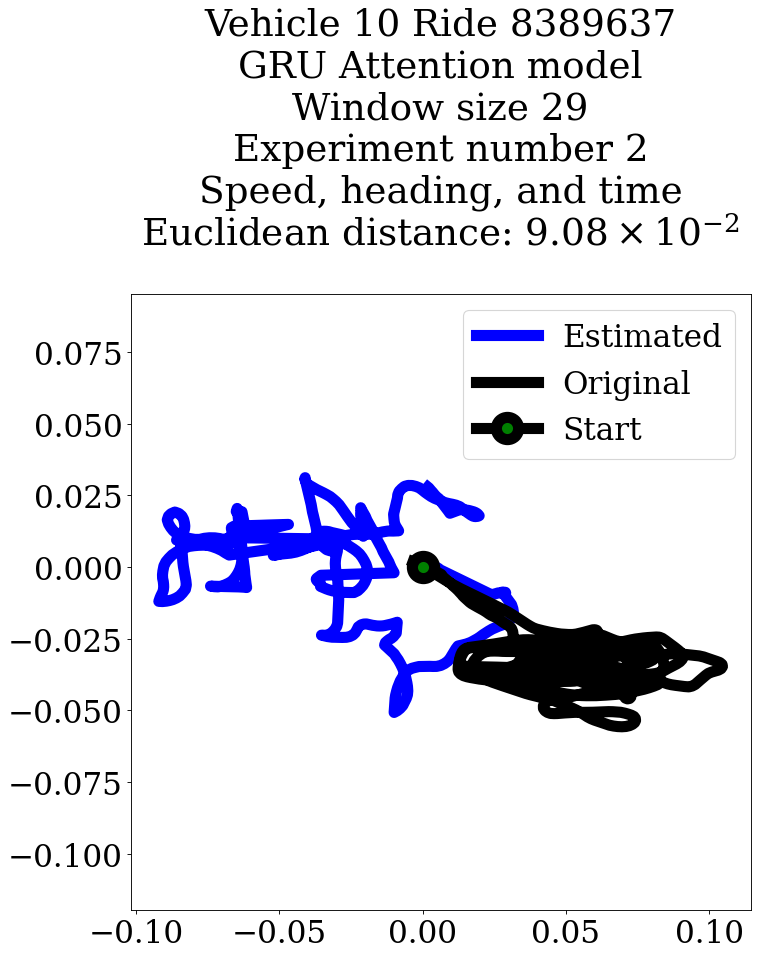 Vehicle 10 Ride 8389637
GRU Attention model
Window size 29
Experiment number 2
Speed, heading, and time
Euclidean distance: 9.08 × 10⁻²
Estimated
Original
Start
0.075
0.050
0.025
0.000
−0.025
−0.050
−0.075
−0.100
−0.10 −0.05 0.00 0.05 0.10